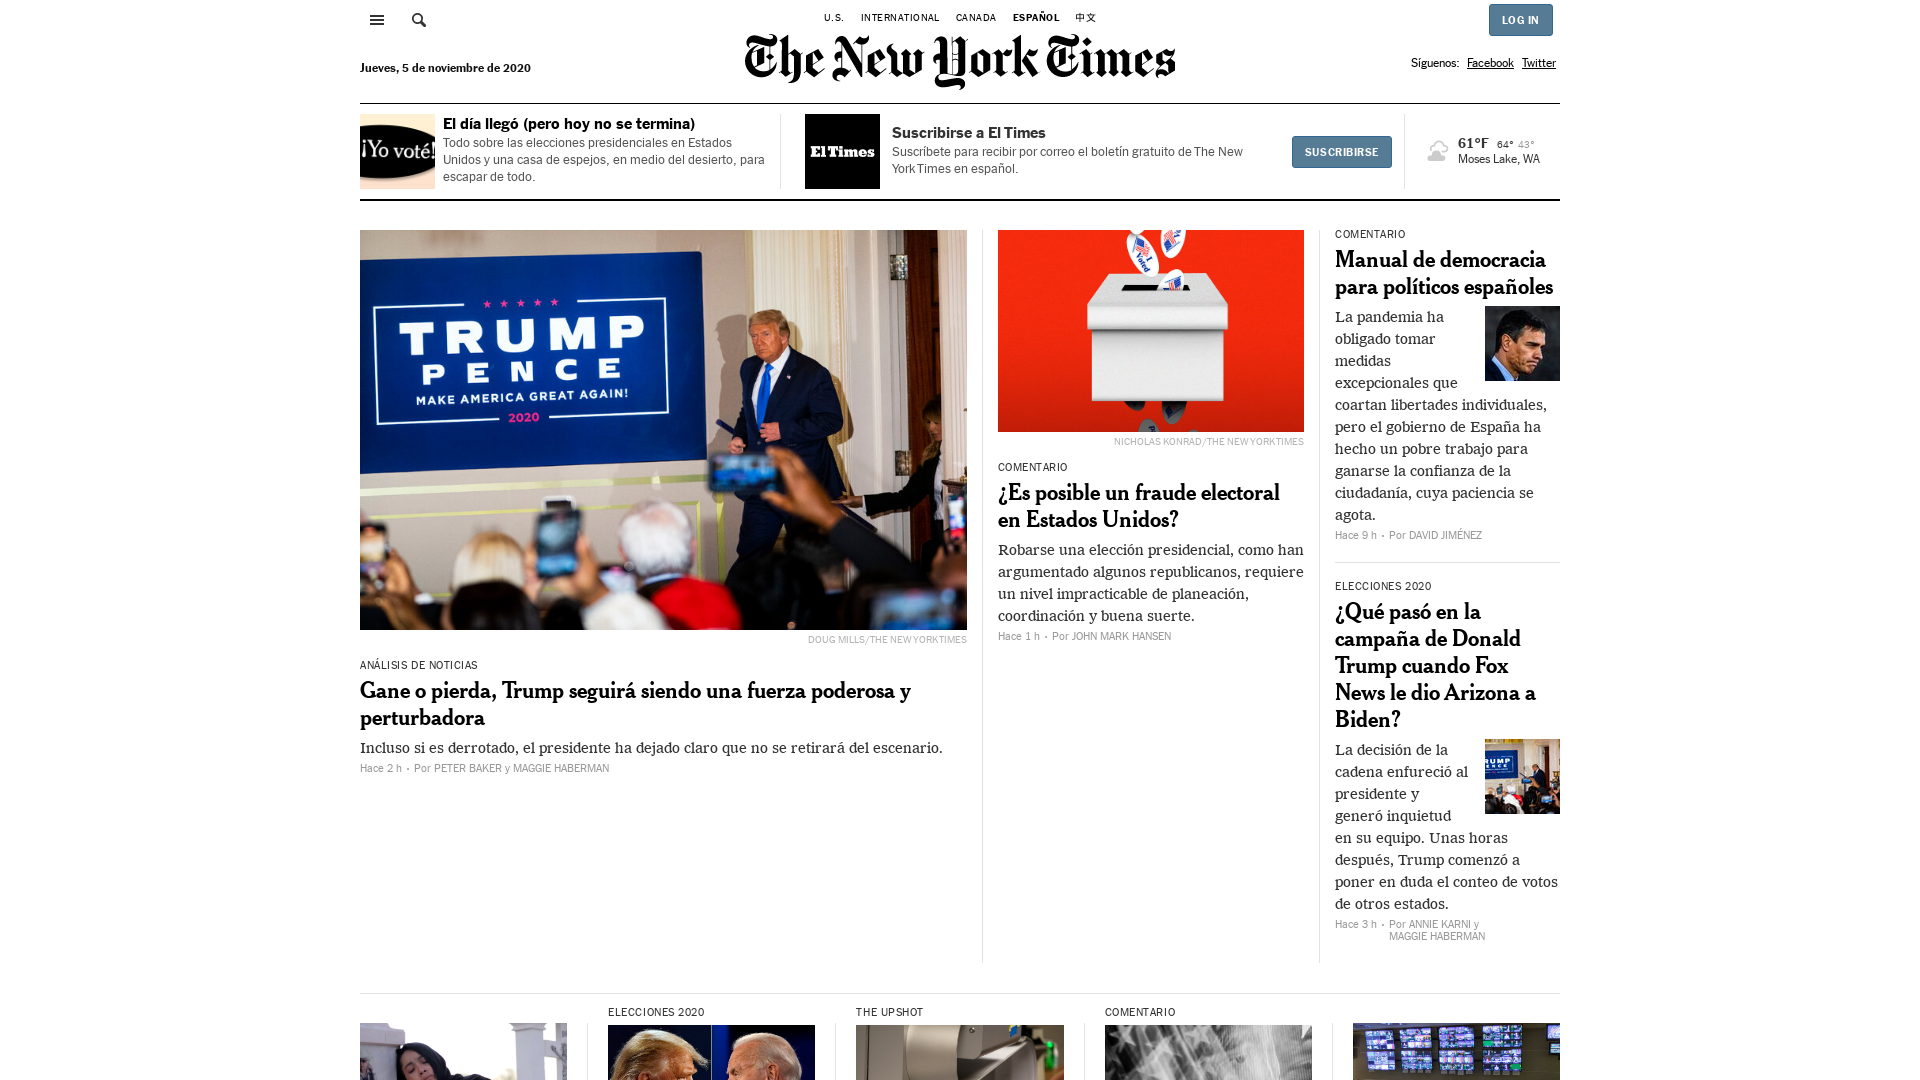 U.S. INTERNATIONAL CANADA ESPAÑOL 中文
LOG IN
The New York Times
Jueves, 5 de noviembre de 2020
Síguenos: Facebook Twitter
¡Yo voté!
El día llegó (pero hoy no se termina)
Todo sobre las elecciones presidenciales en Estados
Unidos y una casa de espejos, en medio del desierto, para
escapar de todo.
El Times
Suscribirse a El Times
Suscríbete para recibir por correo el boletín gratuito de The New
York Times en español.
SUSCRIBIRSE
61°F 64° 43°
Moses Lake, WA
TRUMP
PENCE
MAKE AMERICA GREAT AGAIN!
2020
DOUG MILLS/THE NEW YORK TIMES
ANÁLISIS DE NOTICIAS
Gane o pierda, Trump seguirá siendo una fuerza poderosa y
perturbadora
Incluso si es derrotado, el presidente ha dejado claro que no se retirará del escenario.
Hace 2 h • Por PETER BAKER y MAGGIE HABERMAN
I Voted
NICHOLAS KONRAD/THE NEW YORK TIMES
COMENTARIO
¿Es posible un fraude electoral
en Estados Unidos?
Robarse una elección presidencial, como han
argumentado algunos republicanos, requiere
un nivel impracticable de planeación,
coordinación y buena suerte.
Hace 1 h • Por JOHN MARK HANSEN
COMENTARIO
Manual de democracia
para políticos españoles
La pandemia ha
obligado tomar
medidas
excepcionales que
coartan libertades individuales,
pero el gobierno de España ha
hecho un pobre trabajo para
ganarse la confianza de la
ciudadanía, cuya paciencia se
agota.
Hace 9 h • Por DAVID JIMÉNEZ
ELECCIONES 2020
¿Qué pasó en la
campaña de Donald
Trump cuando Fox
News le dio Arizona a
Biden?
La decisión de la
cadena enfureció al
presidente y
generó inquietud
en su equipo. Unas horas
después, Trump comenzó a
poner en duda el conteo de votos
de otros estados.
RUMP
PENCE
Hace 3 h • Por ANNIE KARNI y
MAGGIE HABERMAN
ELECCIONES 2020
THE UPSHOT
COMENTARIO